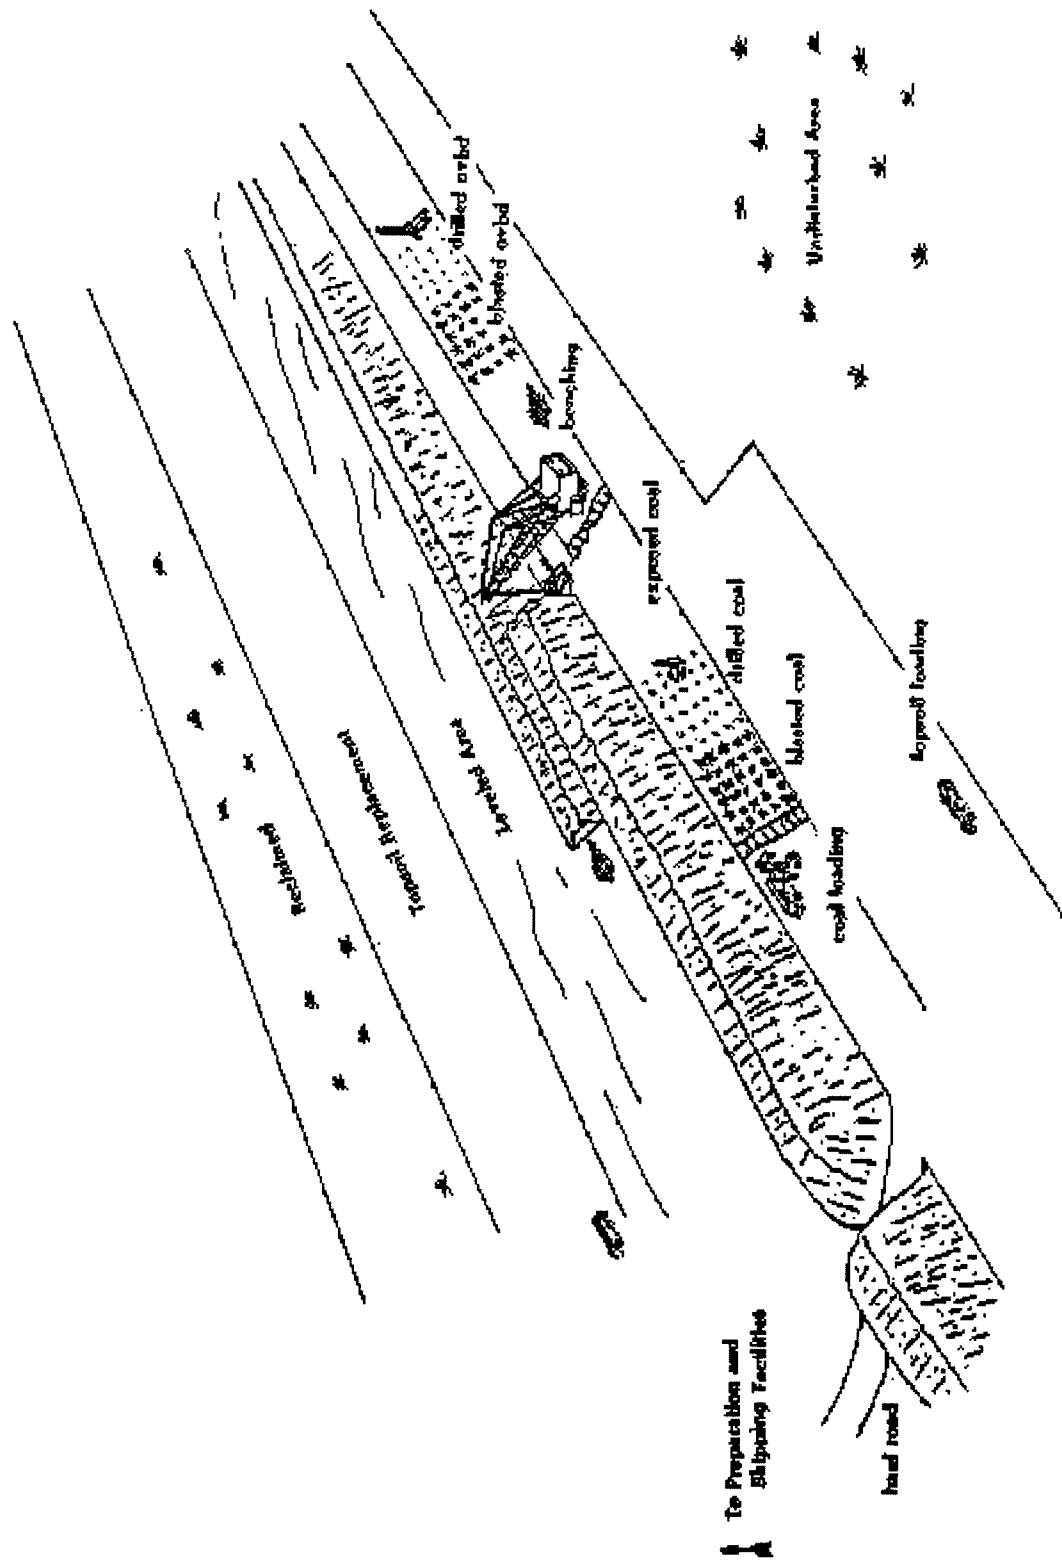 drilled ovbd
blasted ovbd
benching
Undisturbed Area
exposed coal
drilled coal
blasted coal
coal loading
topsoil loading
Leveled Area
Topsoil Replacement
Reclaimed
To Preparation and
Shipping Facilities
haul road